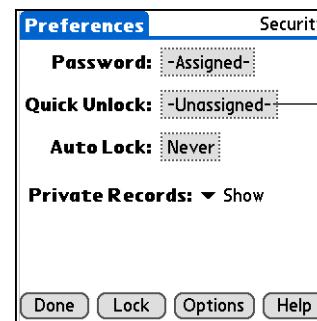 Preferences Securit
Password: -Assigned-
Quick Unlock: -Unassigned-
Auto Lock: Never
Private Records: Show
Done Lock Options Help